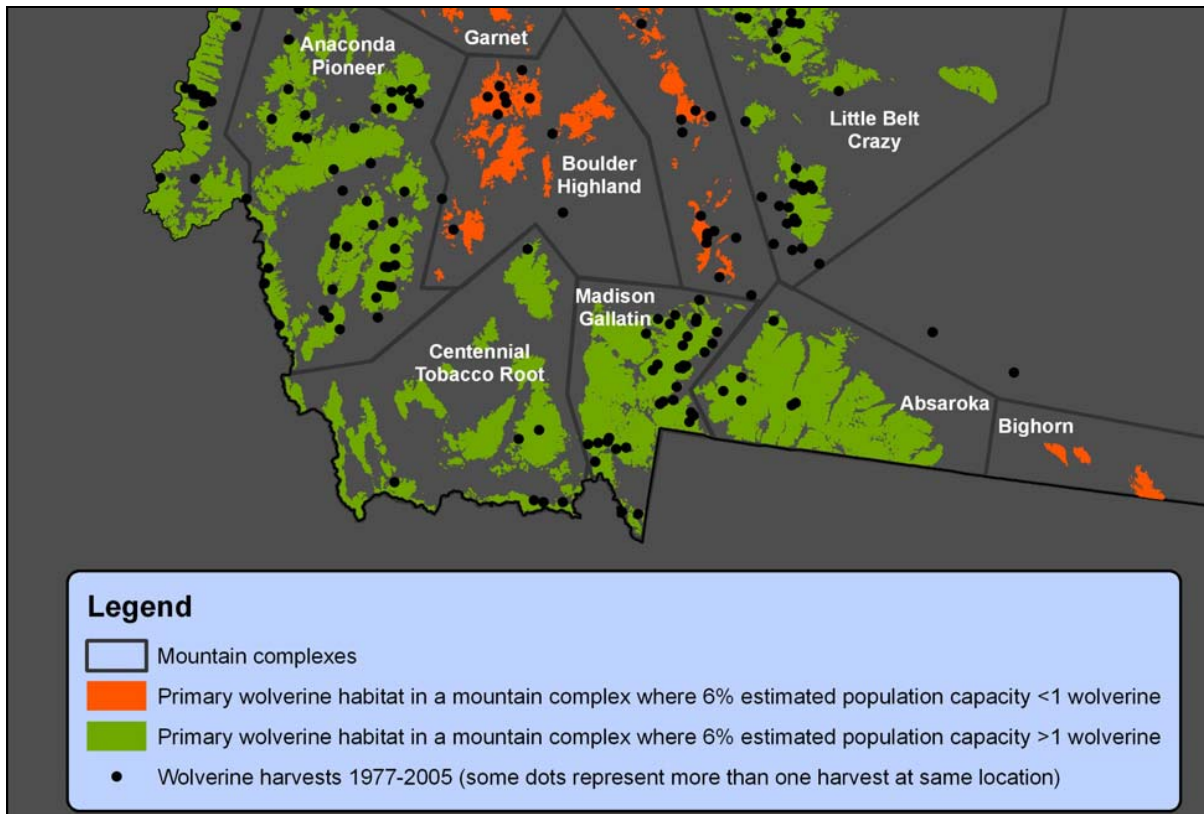 Garnet
Anaconda
Pioneer
Little Belt
Crazy
Boulder
Highland
Madison
Gallatin
Centennial
Tobacco Root
Absaroka
Bighorn
Legend
Mountain complexes
Primary wolverine habitat in a mountain complex where 6% estimated population capacity <1 wolverine
Primary wolverine habitat in a mountain complex where 6% estimated population capacity >1 wolverine
Wolverine harvests 1977-2005 (some dots represent more than one harvest at same location)